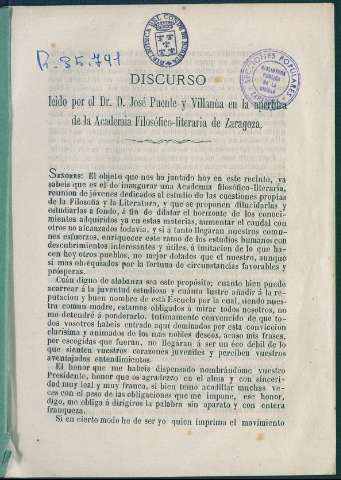 R-35.791
DISCURSO
leido por el Dr. D. José Puente y Villanúa en la apertura
de la Academia Filosófico-literaria de Zaragoza.
SEÑORES: El objeto que nos ha juntado hoy en este recinto, ya
sabeis que es el de inaugurar una Academia filosófico-literaria,
reunion de jóvenes dedicados al estudio de las cuestiones propias
de la Filosofía y la Literatura, y que se proponen dilucidarlas y
estudiarlas á fondo, á fin de dilatar el horizonte de los conoci-
mientos adquiridos ya en estas materias, aumentar el caudal con
otros no alcanzados todavía, y si á tanto llegaran nuestros comu-
nes esfuerzos, enriquecer este ramo de los estudios humanos con
descubrimientos interesantes y útiles, á imitacion de lo que ha-
cen hoy otros pueblos, no mejor dotados que el nuestro, aunque
sí mas obsequiados por la fortuna de circunstancias favorables y
prósperas.
Cuán digno de alabanza sea este propósito; cuanto bien puede
acarrear á la juventud estudiosa y cuanto lustre añadir á la re-
putacion y buen nombre de esta Escuela por la cual, siendo nues-
tra comun madre, estamos obligados á mirar todos nosotros, no
me detendré á ponderarlo. Intimamente convencido de que to-
dos vosotros habeis entrado aquí dominados por esta conviccion
clarísima y animados de los mas nobles deseos, acaso mis frases,
por escogidas que fueran, no llegarán á ser un eco débil de lo
que sienten vuestros corazones juveniles y perciben vuestros
aventajados entendimientos.
El honor que me habeis dispensado nombrándome vuestro
Presidente, honor que os agradezco en el alma y con sinceri-
dad muy leal y muy franca, si bien temo acudiar muchas ve-
ces con el peso de las obligaciones que me impone, ese honor,
digo, me obliga á dirigiros la palabra sin aparato y con entera
franqueza.
Si en cierto modo he de ser yo quien imprima el movimiento